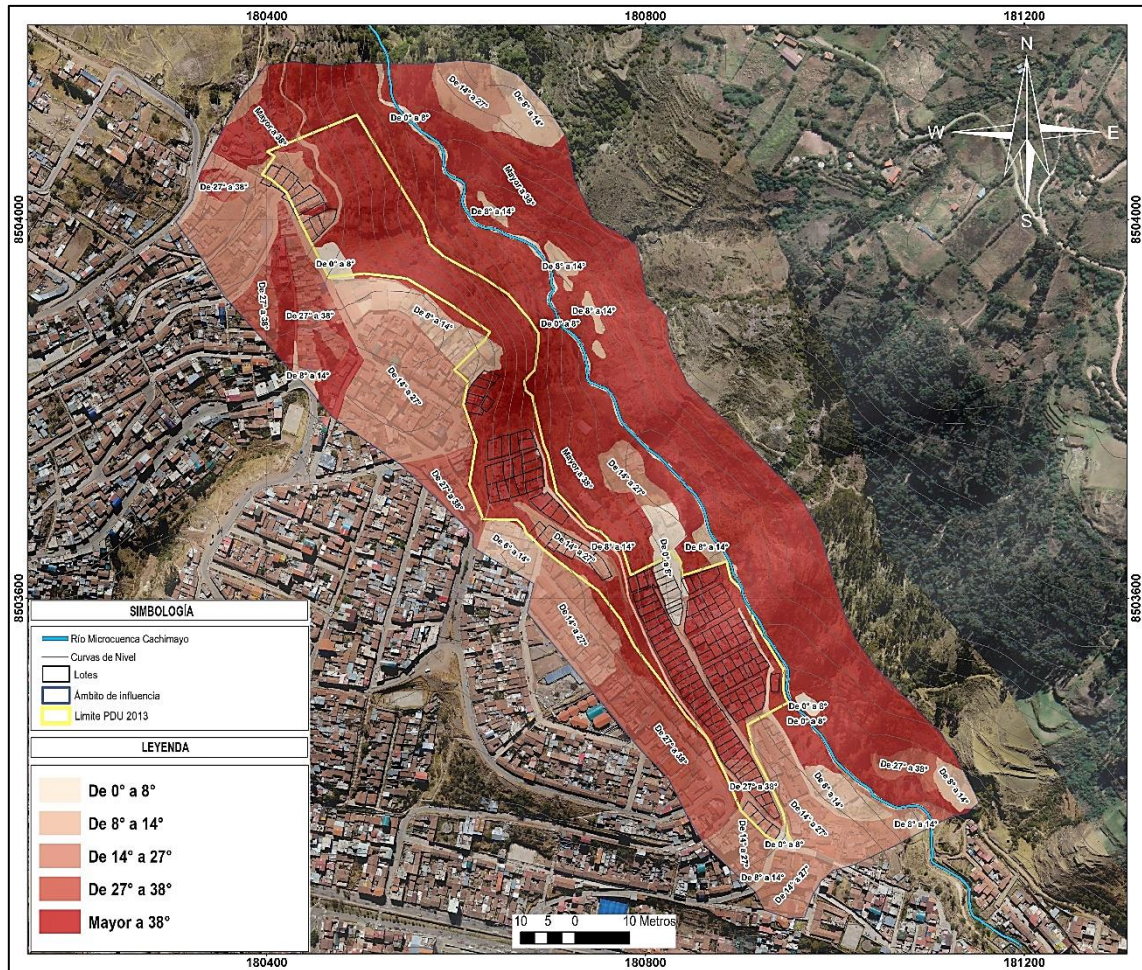 180400
180800
181200
N
W
E
S
8504000
8504000
8503600
8503600
De 14° a 27°
De 8° a 14°
De 0° a 8°
Mayor a 38°
De 27° a 38°
Mayor a 38°
De 8° a 14°
De 0° a 8°
De 8° a 14°
De 27° a 38°
De 27° a 38°
De 8° a 14°
De 8° a 14°
De 0° a 8°
De 8° a 14°
De 14° a 27°
De 27° a 38°
Mayor a 38°
De 14° a 27°
De 6° a 14°
De 14° a 27°
De 8° a 14°
De 0° a 8°
De 8° a 14°
De 14° a 27°
De 27° a 38°
De 0° a 8°
De 0° a 8°
De 27° a 38°
De 8° a 14°
De 27° a 38°
De 8° a 14°
De 14° a 27°
De 8° a 14°
De 0° a 8°
De 14° a 27°
De 8° a 14°
De 14° a 27°
SIMBOLOGÍA
Río Microcuenca Cachimayo
Curvas de Nivel
Lotes
Ámbito de influencia
Limite PDU 2013
LEYENDA
De 0° a 8°
De 8° a 14°
De 14° a 27°
De 27° a 38°
Mayor a 38°
10 5 0 10 Metros
180400
180800
181200